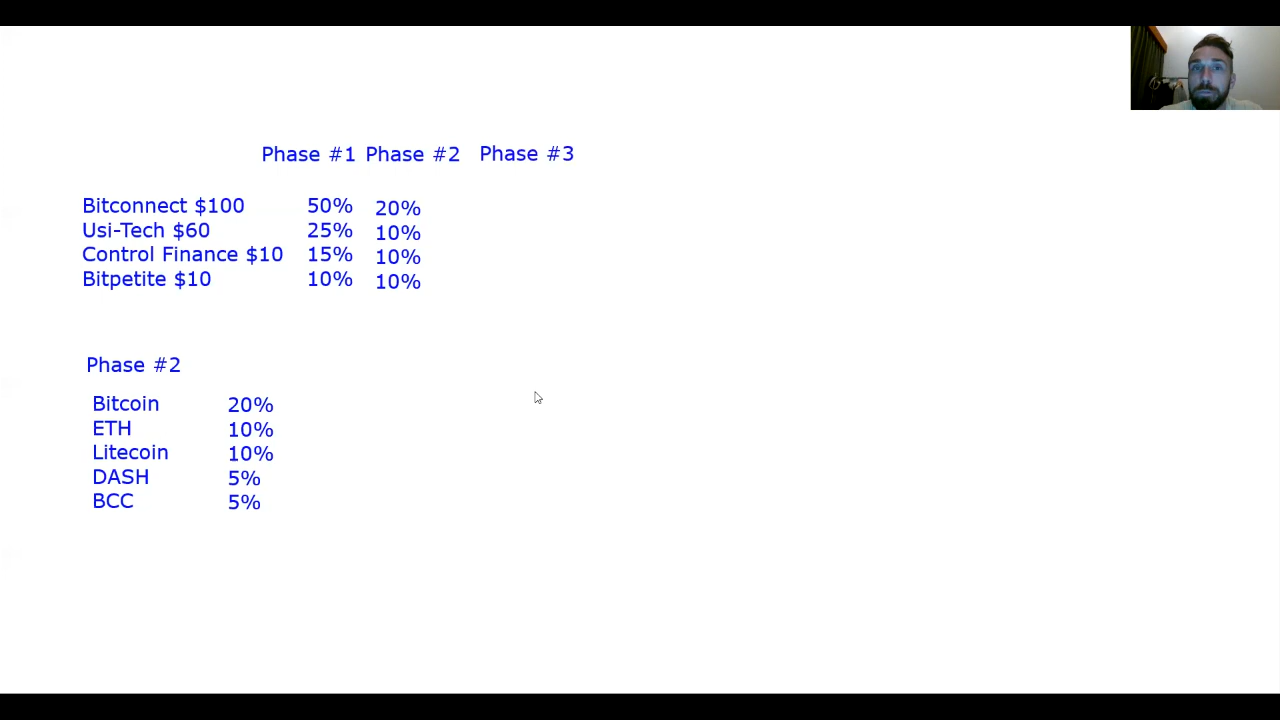 Phase #1 Phase #2 Phase #3
Bitconnect $100 50% 20%
Usi-Tech $60 25% 10%
Control Finance $10 15% 10%
Bitpetite $10 10% 10%
Phase #2
Bitcoin 20%
ETH 10%
Litecoin 10%
DASH 5%
BCC 5%